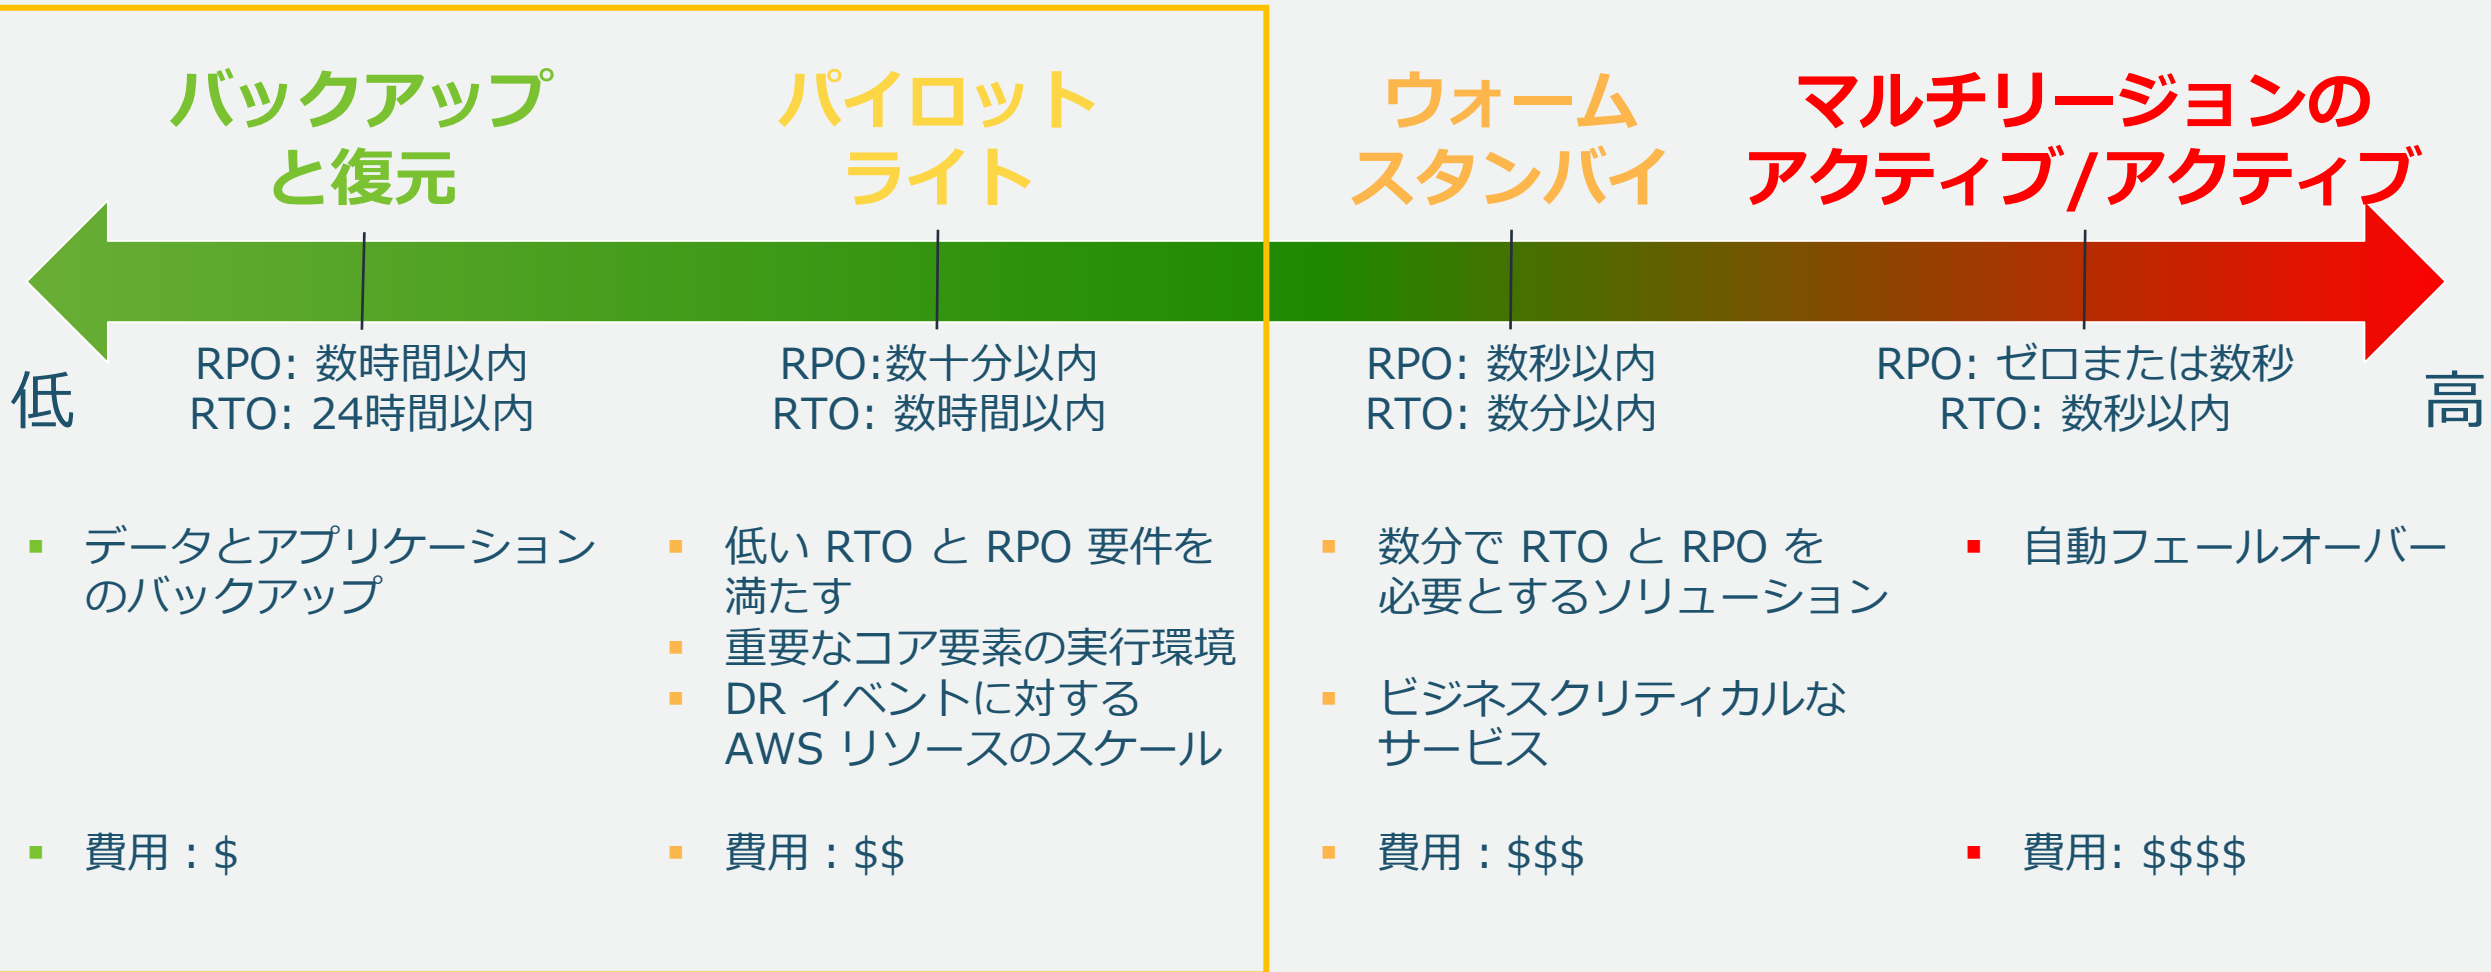 バックアップ
と復元
パイロット
ライト
ウォーム
スタンバイ
マルチリージョンの
アクティブ/アクティブ
低
RPO: 数時間以内
RTO: 24時間以内
RPO:数十分以内
RTO: 数時間以内
RPO: 数秒以内
RTO: 数分以内
RPO: ゼロまたは数秒
RTO: 数秒以内
高
▪ データとアプリケーション
のバックアップ
▪ 費用：$
▪ 低い RTO と RPO 要件を
満たす
▪ 重要なコア要素の実行環境
▪ DR イベントに対する
AWS リソースのスケール
▪ 費用：$$
▪ 数分で RTO と RPO を
必要とするソリューション
▪ ビジネスクリティカルな
サービス
▪ 費用：$$$
▪ 自動フェールオーバー
▪ 費用: $$$$